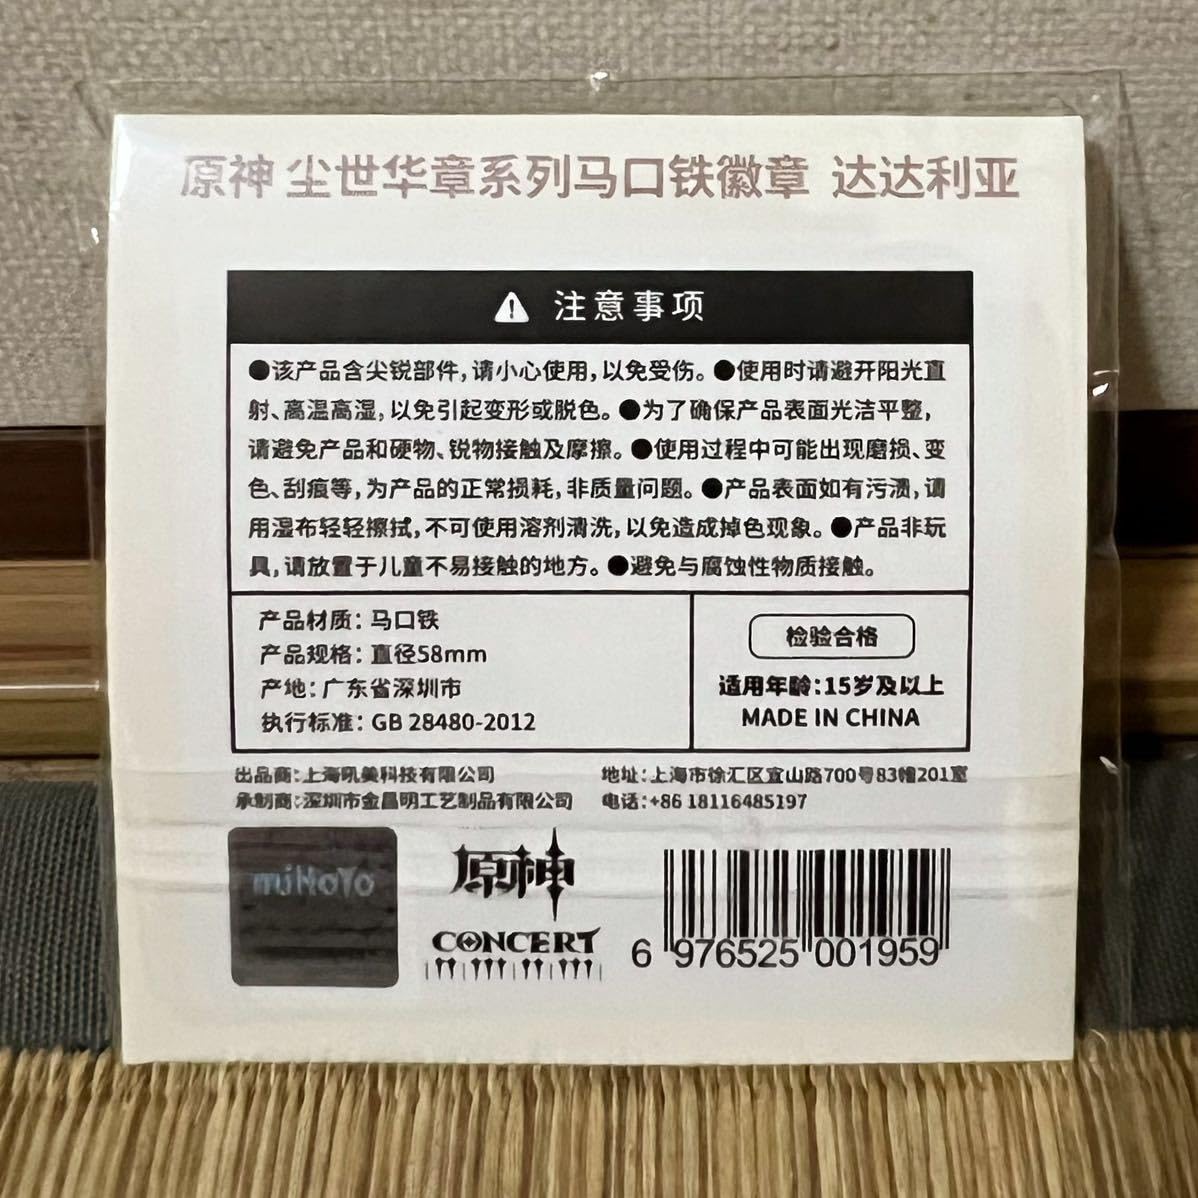 原神 尘世华章系列马口铁徽章 达达利亚
注意事项
●该产品含尖锐部件,请小心使用,以免受伤。●使用时请避开阳光直
射、高温高湿,以免引起变形或脱色。●为了确保产品表面光洁平整,
请避免产品和硬物、锐物接触及摩擦。●使用过程中可能出现磨损、变
色、刮痕等,为产品的正常损耗,非质量问题。●产品表面如有污渍,请
用湿布轻轻擦拭,不可使用溶剂清洗,以免造成掉色现象。●产品非玩
具,请放置于儿童不易接触的地方。●避免与腐蚀性物质接触。
产品材质：马口铁
产品规格：直径58mm
产地：广东省深圳市
执行标准：GB 28480-2012
检验合格
适用年龄:15岁及以上
MADE IN CHINA
出品商：上海吼美科技有限公司
承制商：深圳市金昌明工艺制品有限公司
地址：上海市徐汇区宜山路700号83幢201室
电话：+86 18116485197
miHoYo
原神
CONCERT
6 976525 001959